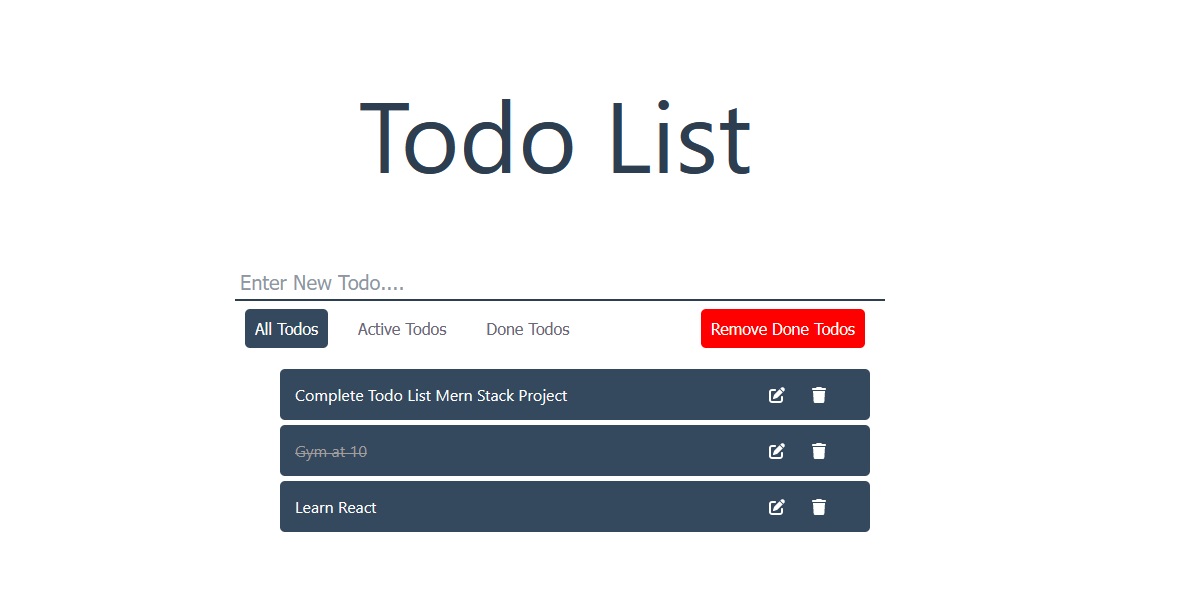 Todo List
Enter New Todo....
All Todos Active Todos Done Todos Remove Done Todos
Complete Todo List Mern Stack Project
Gym at 10
Learn React